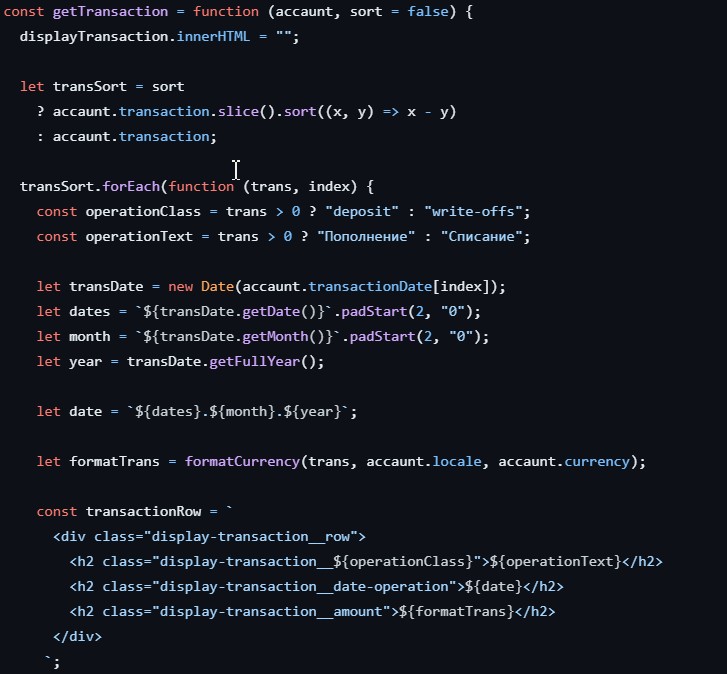 const getTransaction = function (accaunt, sort = false) {
displayTransaction.innerHTML = "";
let transSort = sort
? accaunt.transaction.slice().sort((x, y) => x - y)
: accaunt.transaction;
transSort.forEach(function (trans, index) {
const operationClass = trans > 0 ? "deposit" : "write-offs";
const operationText = trans > 0 ? "Пополнение" : "Списание";
let transDate = new Date(accaunt.transactionDate[index]);
let dates = `${transDate.getDate()}`.padStart(2, "0");
let month = `${transDate.getMonth()}`.padStart(2, "0");
let year = transDate.getFullYear();
let date = `${dates}.${month}.${year}`;
let formatTrans = formatCurrency(trans, accaunt.locale, accaunt.currency);
const transactionRow = `
<div class="display-transaction__row">
<h2 class="display-transaction__${operationClass}">${operationText}</h2>
<h2 class="display-transaction__date-operation">${date}</h2>
<h2 class="display-transaction__amount">${formatTrans}</h2>
</div>
`;